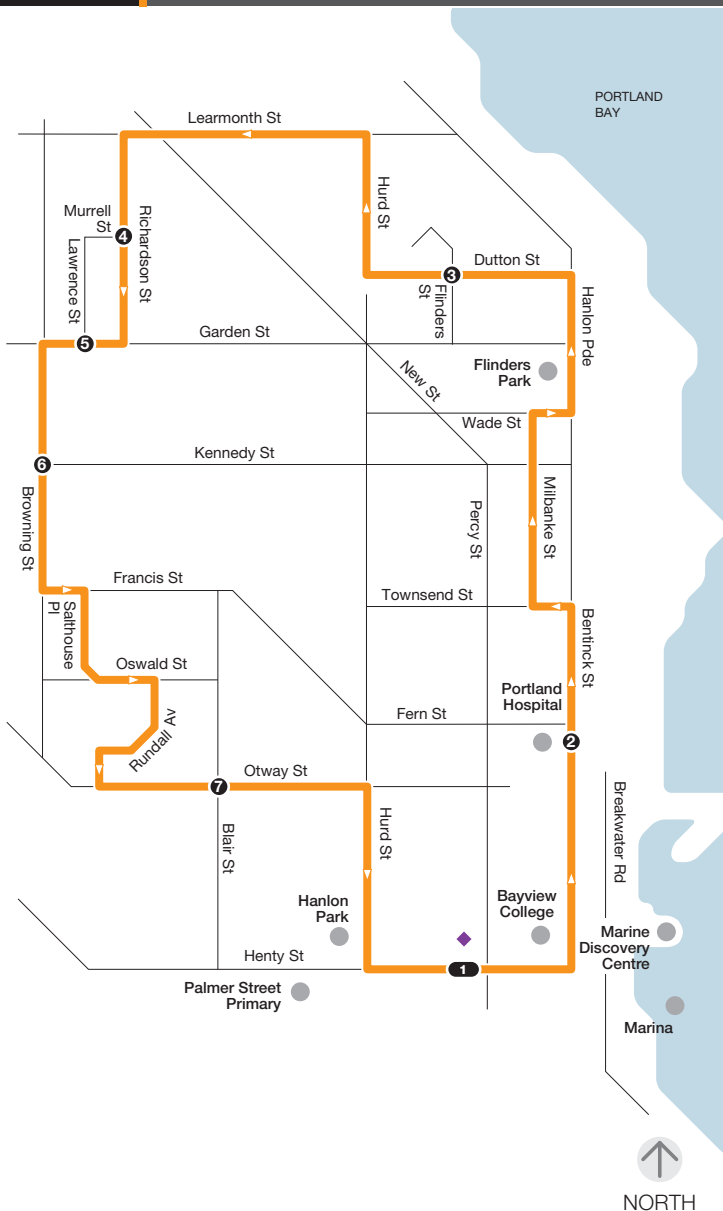 PORTLAND
BAY
Learmonth St
Hurd St
Murrell
St
4
Richardson St
Lawrence St
Dutton St
3
Flinders
St
Hanlon Pde
Garden St
5
New St
Flinders
Park
Wade St
Kennedy St
6
Browning St
Percy St
Milbanke St
Francis St
Townsend St
Salthouse
Pl
Bentinck St
Oswald St
Portland
Hospital
Fern St
2
Rundall Av
Otway St
7
Blair St
Hurd St
Breakwater Rd
Hanlon
Park
Bayview
College
Marine
Discovery
Centre
Henty St
1
Palmer Street
Primary
Marina
NORTH